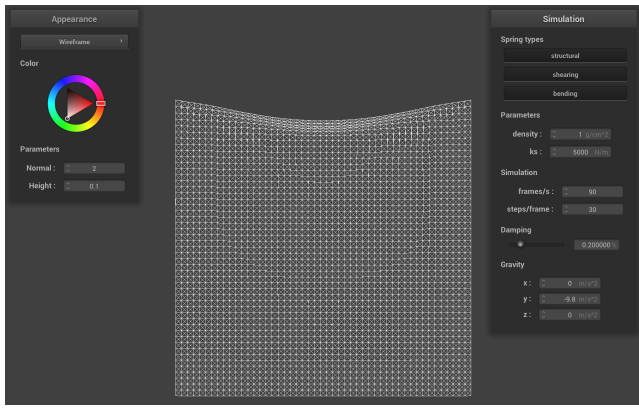 Appearance
Wireframe
Color
Parameters
Normal : 2
Height : 0.1
Simulation
Spring types
structural
shearing
bending
Parameters
density : 1 g/cm^2
ks : 5000 N/m
Simulation
frames/s : 90
steps/frame : 30
Damping
0.200000 %
Gravity
x : 0 m/s^2
y : -9.8 m/s^2
z : 0 m/s^2